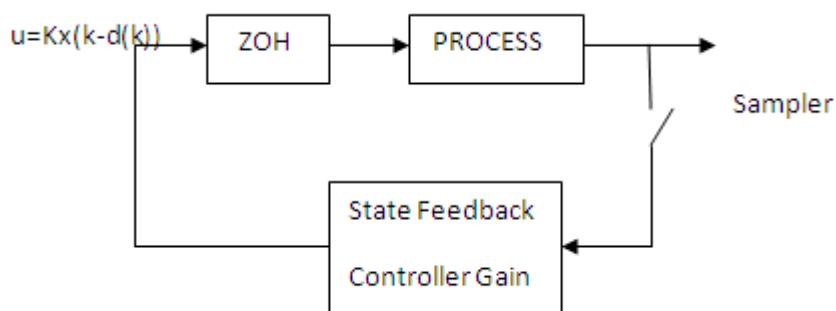 u=Kx(k-d(k))
ZOH
PROCESS
Sampler
State Feedback
Controller Gain